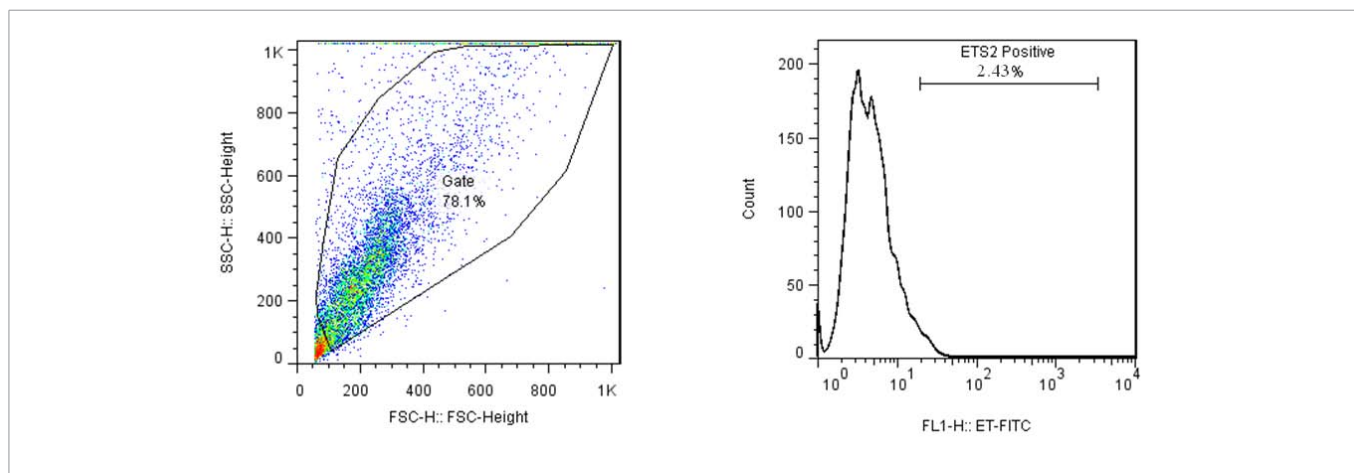 1K
800
600
400
200
0
SSC-H:: SSC-Height
Gate
78.1%
0 200 400 600 800 1K
FSC-H:: FSC-Height
ETS2 Positive
2.43%
200
150
100
50
0
Count
10^0 10^1 10^2 10^3 10^4
FL1-H:: ET-FITC